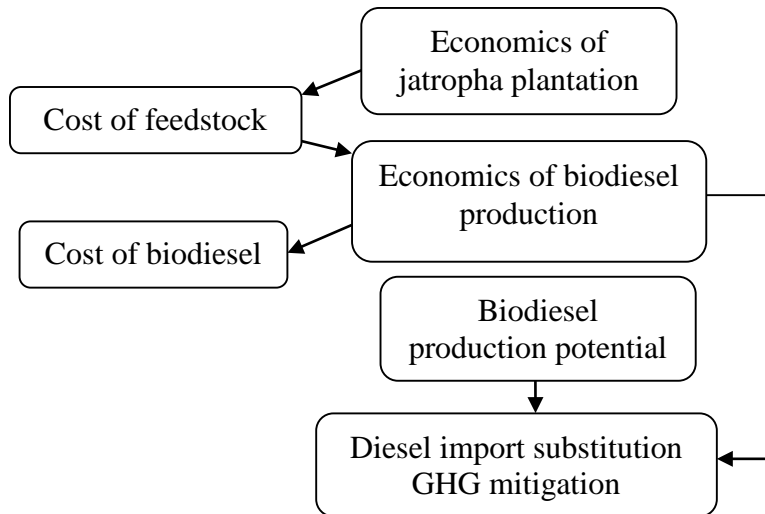 Economics of
jatropha plantation
Cost of feedstock
Economics of biodiesel
production
Cost of biodiesel
Biodiesel
production potential
Diesel import substitution
GHG mitigation